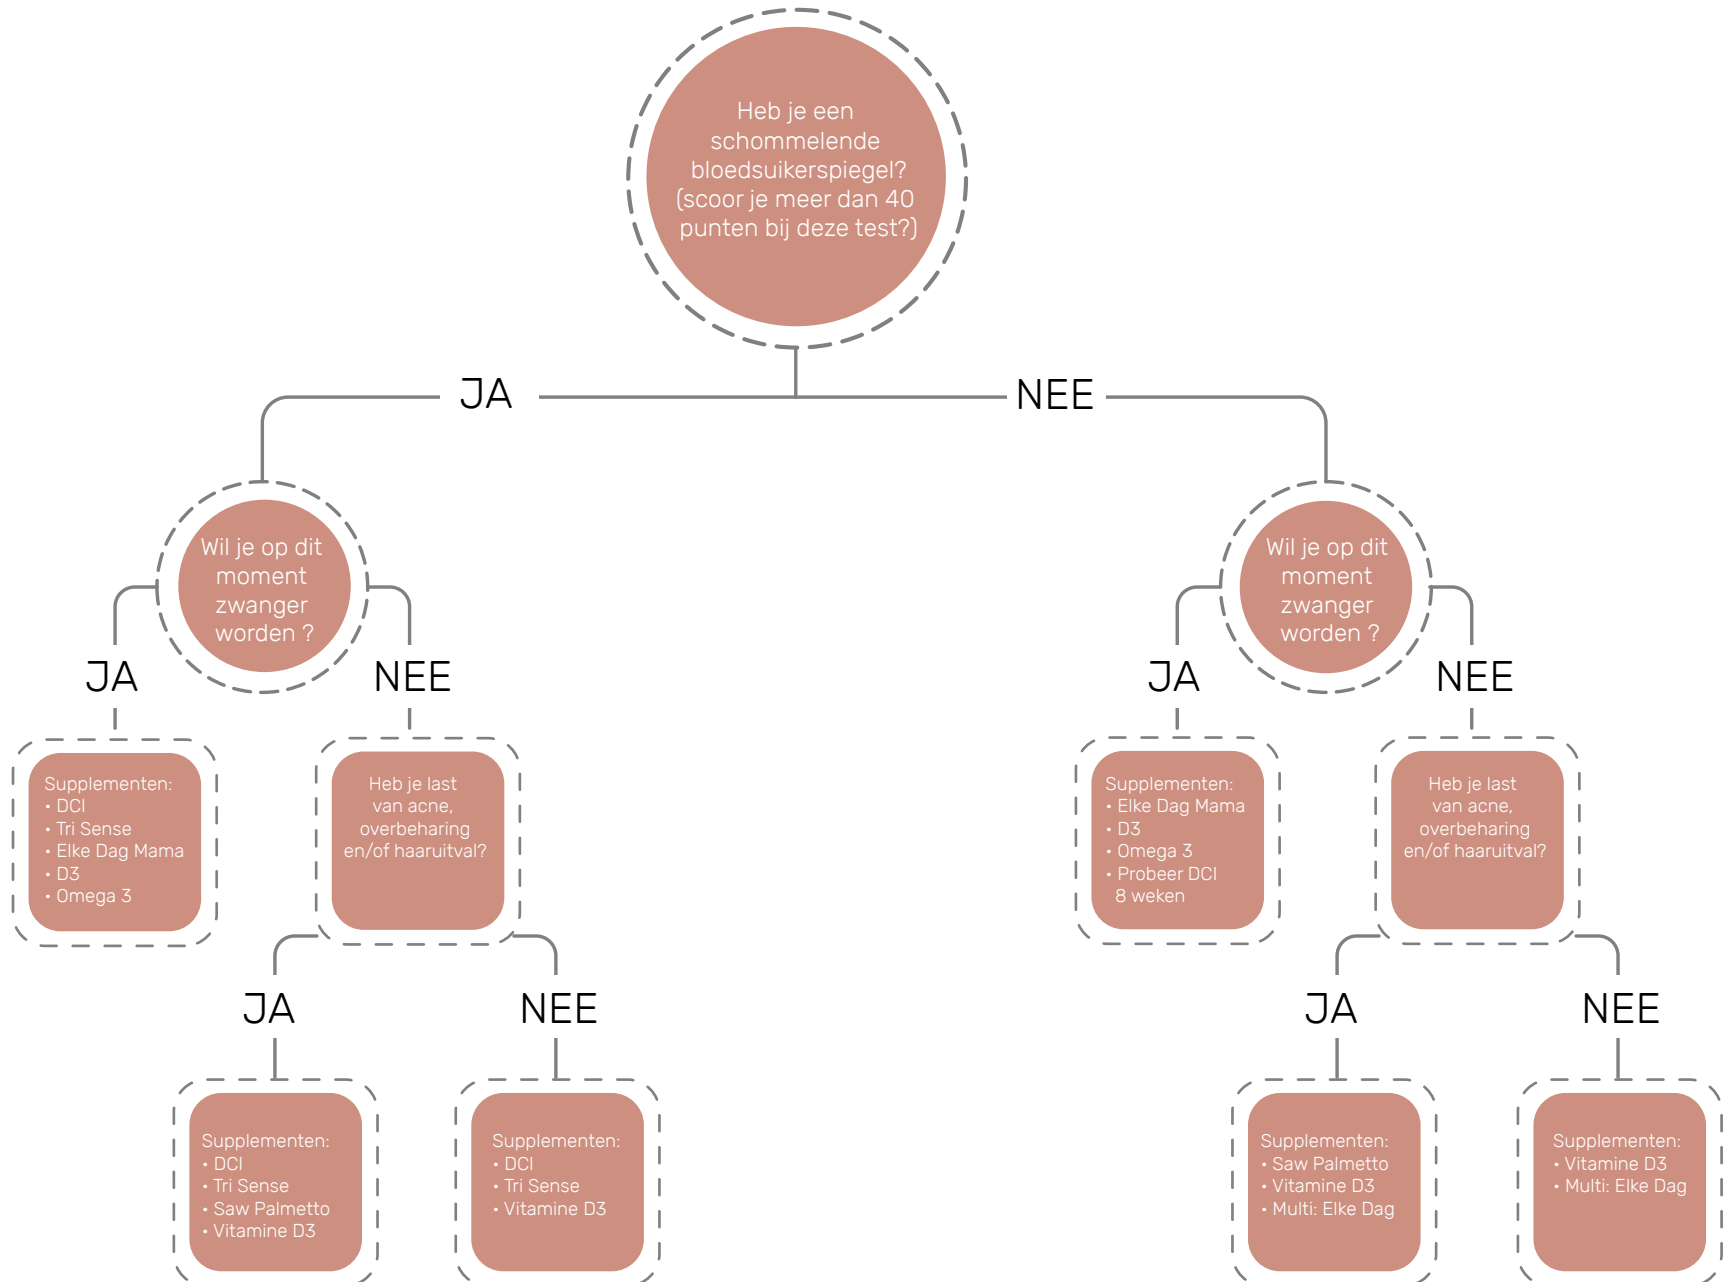 Heb je een
schommelende
bloedsuikerspiegel?
(scoor je meer dan 40
punten bij deze test?)
JA
NEE
Wil je op dit
moment
zwanger
worden ?
Wil je op dit
moment
zwanger
worden ?
JA
NEE
JA
NEE
Supplementen:
• DCI
• Tri Sense
• Elke Dag Mama
• D3
• Omega 3
Heb je last
van acne,
overbeharing
en/of haaruitval?
Supplementen:
• Elke Dag Mama
• D3
• Omega 3
• Probeer DCI
8 weken
Heb je last
van acne,
overbeharing
en/of haaruitval?
JA
NEE
JA
NEE
Supplementen:
• DCI
• Tri Sense
• Saw Palmetto
• Vitamine D3
Supplementen:
• DCI
• Tri Sense
• Vitamine D3
Supplementen:
• Saw Palmetto
• Vitamine D3
• Multi: Elke Dag
Supplementen:
• Vitamine D3
• Multi: Elke Dag